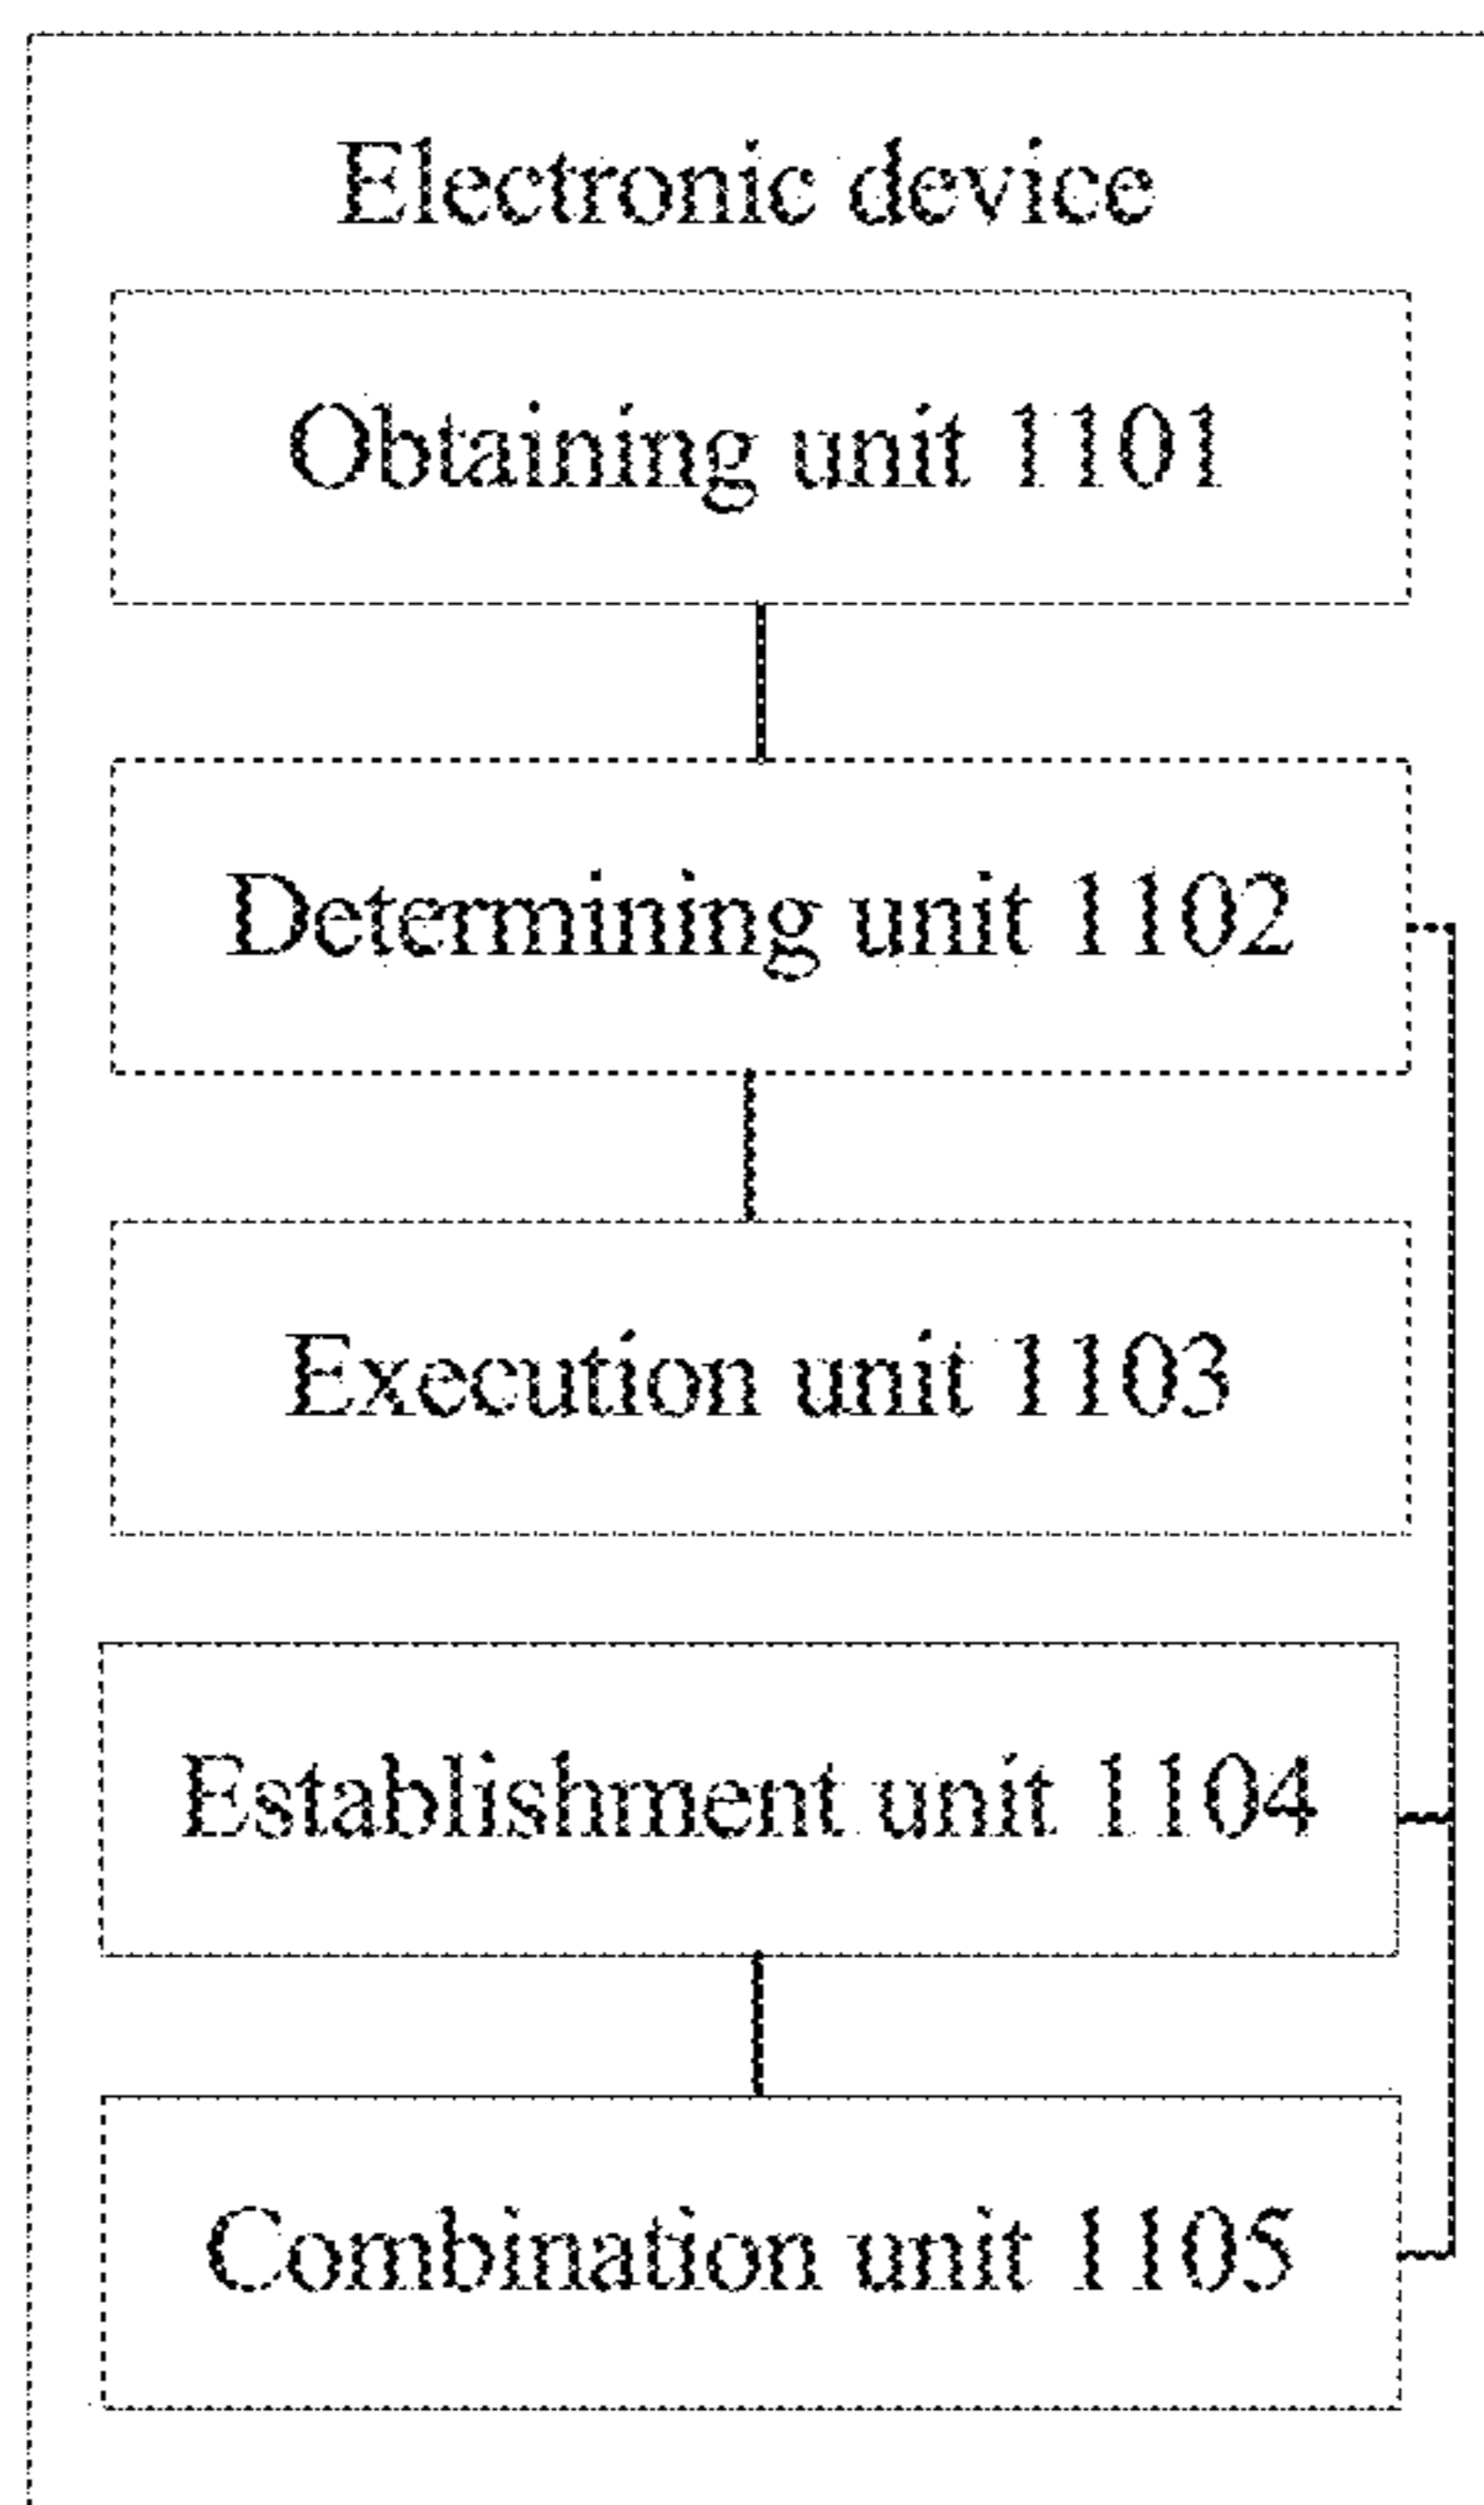 Electronic device
Obtaining unit 1101
Determining unit 1102
Execution unit 1103
Establishment unit 1104
Combination unit 1105